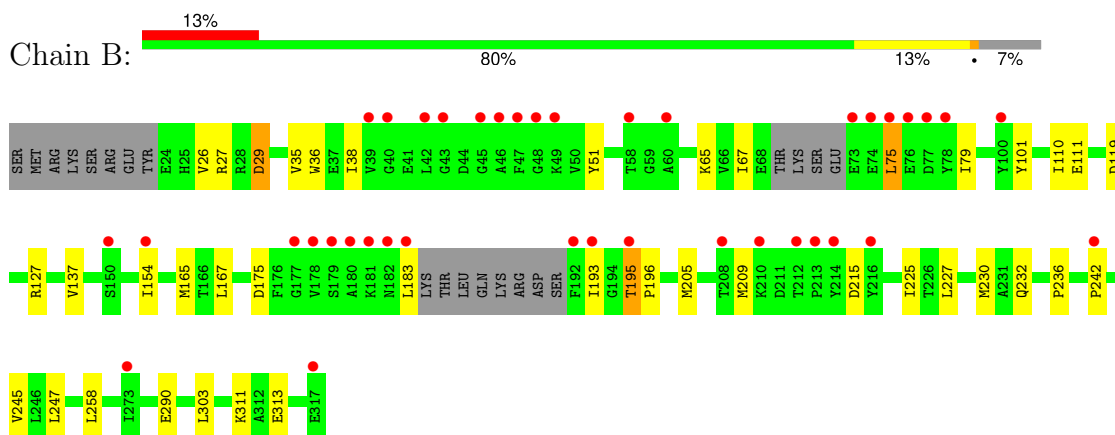 13%
Chain B:
80% 13% • 7%
SER MET ARG LYS SER ARG GLU TYR E24 H25 V26 R27 R28 D29 V35 W36 E37 I38 V39 G40 E41 L42 G43 D44 G45 A46 F47 G48 K49 V50 Y51 T58 G59 A60 K65 V66 I67 E68 THR LYS SER GLU E73 E74 L75 E76 D77 Y78 I79 Y100 Y101 I110 E111 D119
R127 V137 S150 I154 M165 T166 L167 D175 F176 G177 V178 S179 A180 K181 N182 L183 LYS THR LEU GLN LYS ARG ASP SER F192 I193 G194 T195 P196 M205 T208 M209 K210 D211 T212 P213 Y214 D215 Y216 I225 T226 L227 M230 A231 Q232 P236 P242
V245 L246 L247 L258 I273 E290 L303 K311 A312 E313 E317